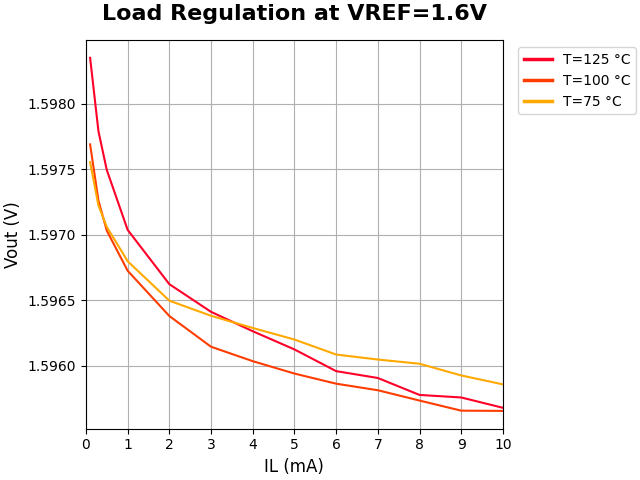 Load Regulation at VREF=1.6V
T=125 °C
T=100 °C
T=75 °C
Vout (V)
1.5980
1.5975
1.5970
1.5965
1.5960
0 1 2 3 4 5 6 7 8 9 10
IL (mA)